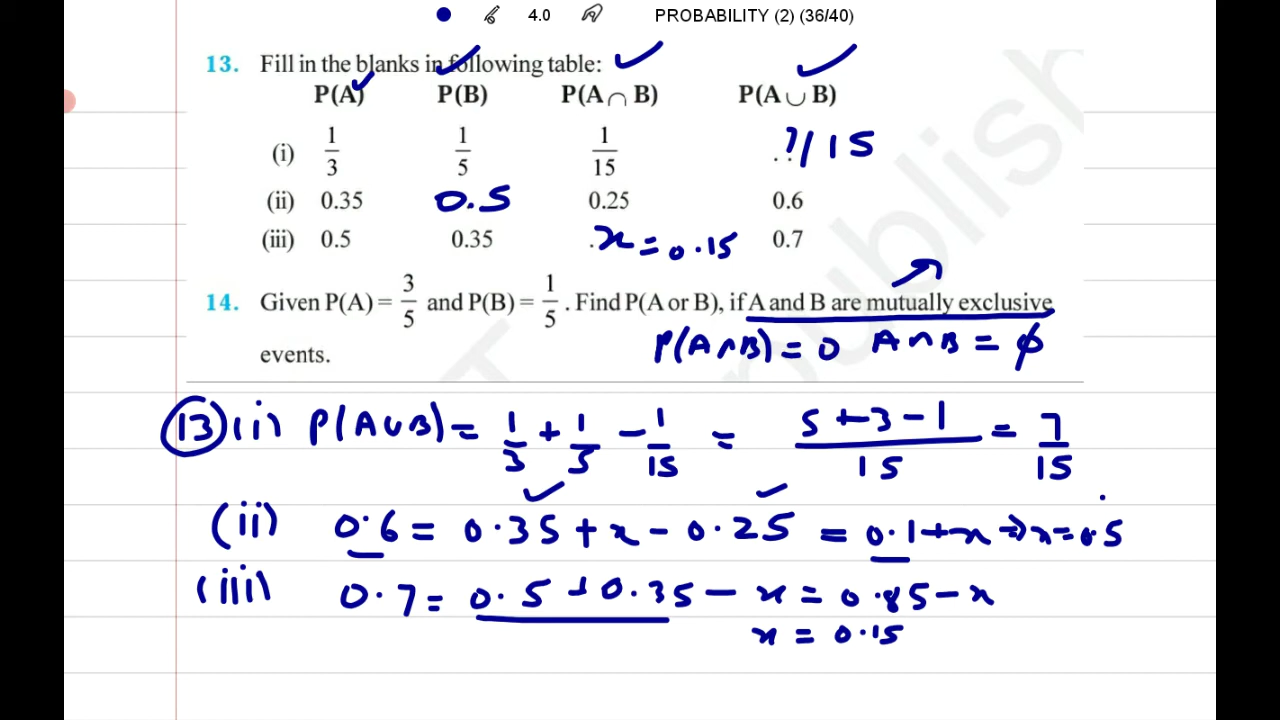 4.0 PROBABILITY (2) (36/40)
13. Fill in the blanks in following table:
P(A) P(B) P(A ∩ B) P(A ∪ B)
(i) 1/3 1/5 1/15 .. 7/15
(ii) 0.35 0.5 0.25 0.6
(iii) 0.5 0.35 . x = 0.15 0.7
14. Given P(A) = 3/5 and P(B) = 1/5 . Find P(A or B), if A and B are mutually exclusive
events. P(A∩B) = 0 A∩B = ϕ
13 (i) P(A∪B) = 1/3 + 1/5 – 1/15 = (5+3–1)/15 = 7/15
(ii) 0.6 = 0.35 + x – 0.25 = 0.1 + x ⇒ x = 0.5
(iii) 0.7 = 0.5 + 0.35 – x = 0.85 – x
x = 0.15